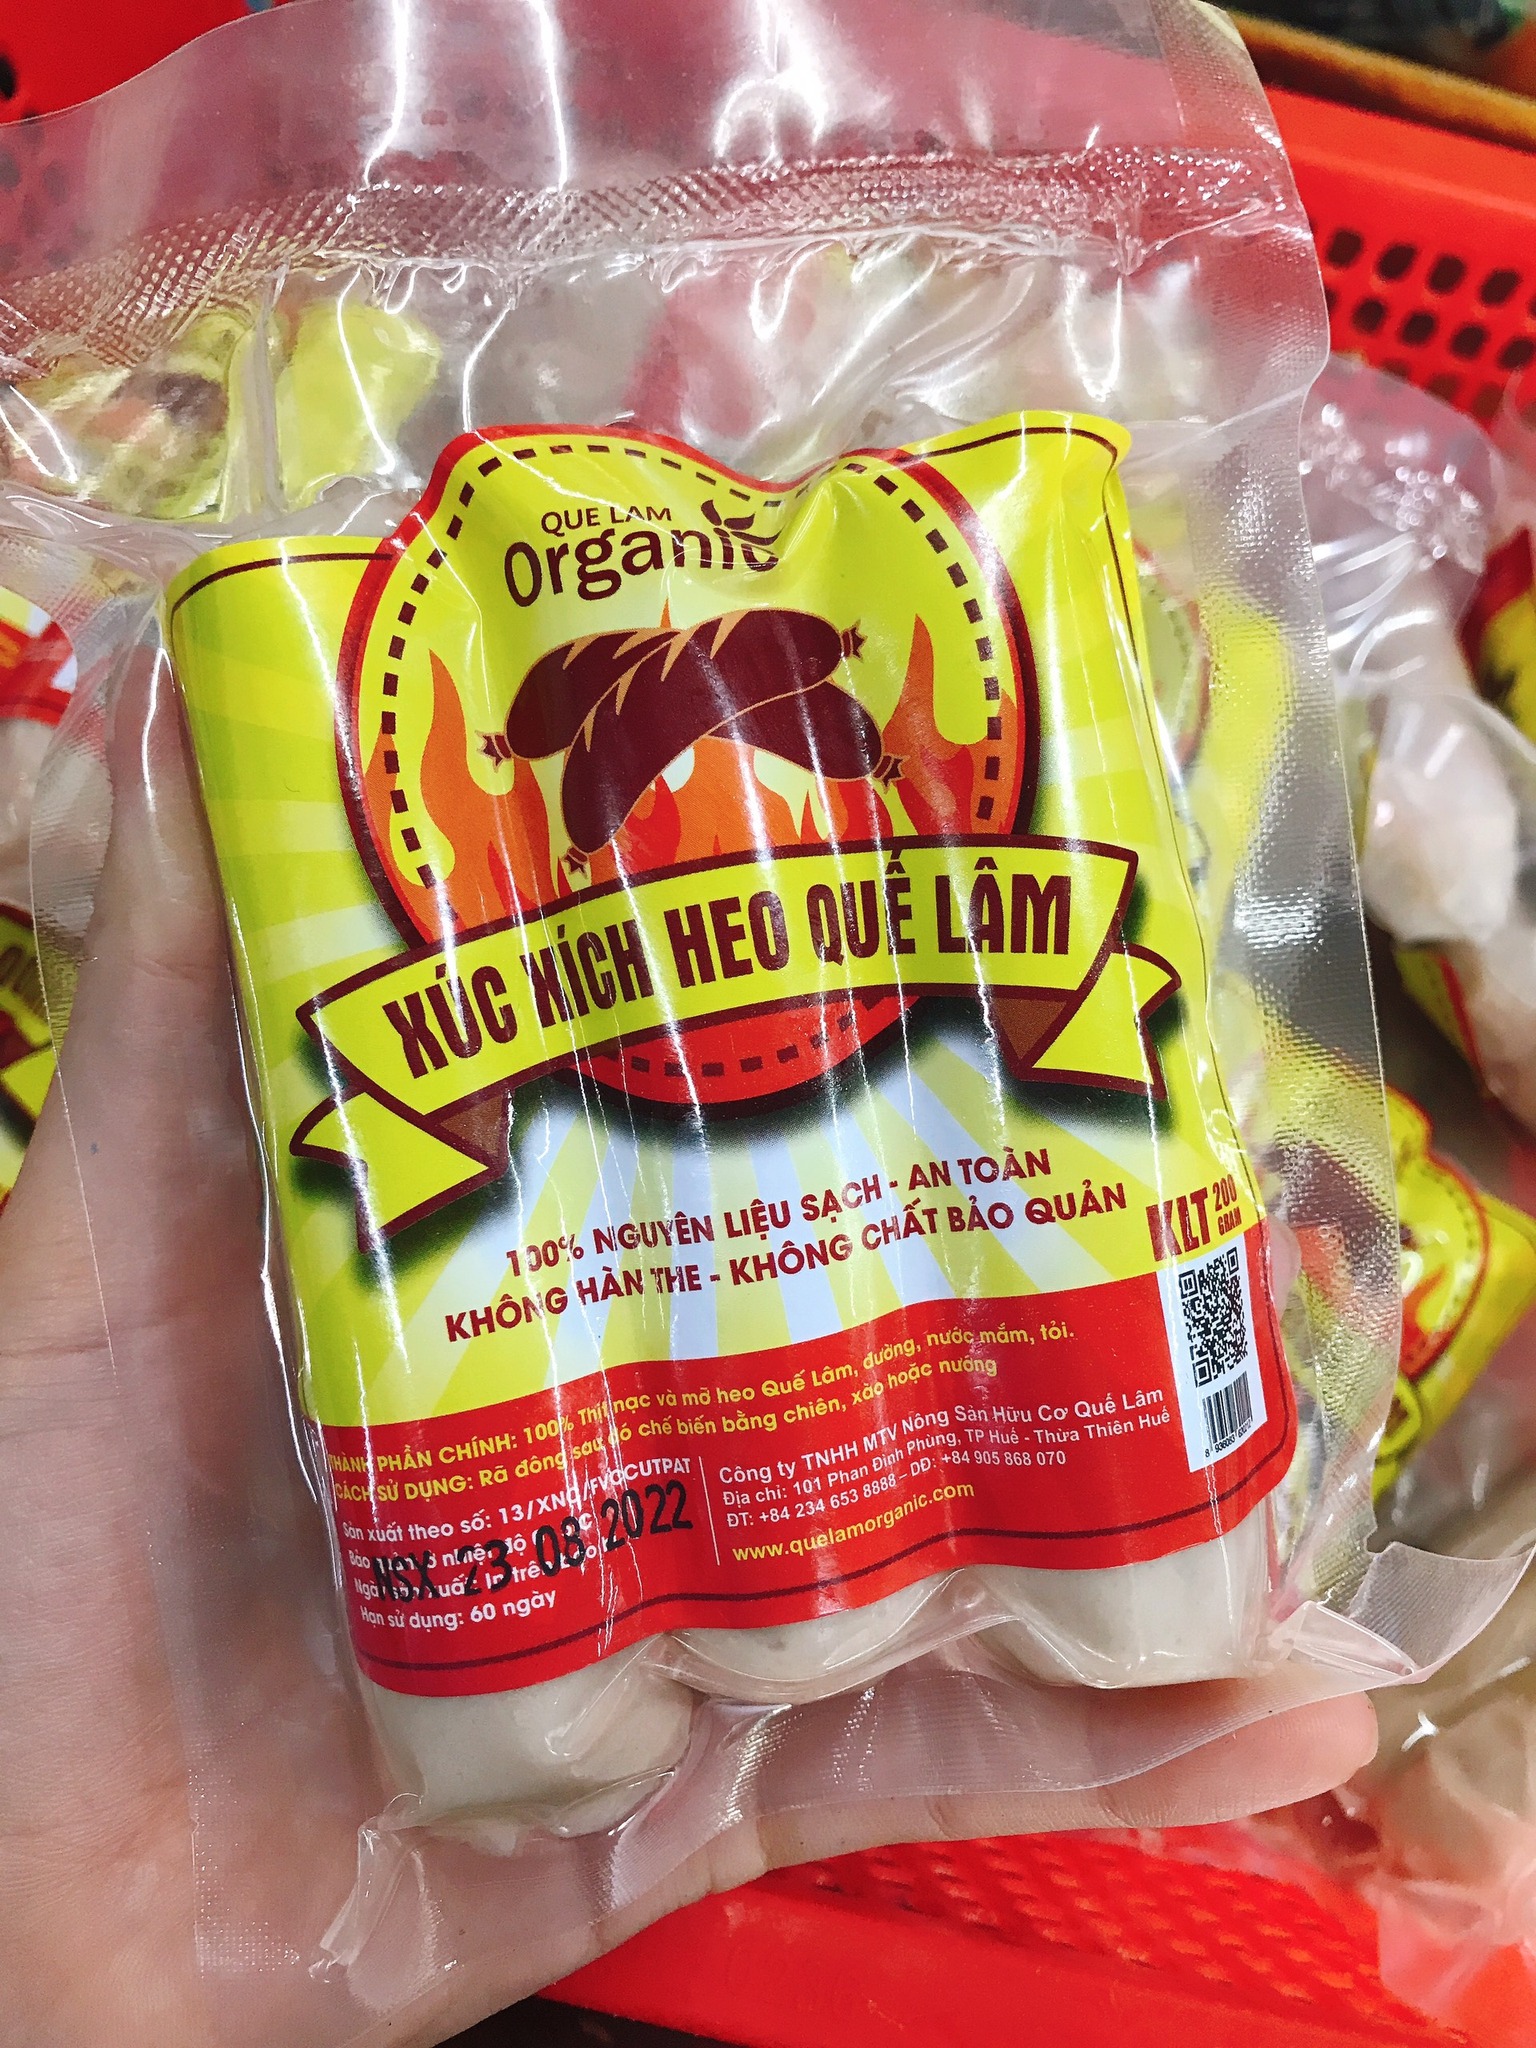 QUE LAM
Organic
XÚC XÍCH HEO QUẾ LÂM
100% NGUYÊN LIỆU SẠCH - AN TOÀN
KHÔNG HÀN THE - KHÔNG CHẤT BẢO QUẢN
KLT 200 GRAM
THÀNH PHẦN CHÍNH: 100% Thịt nạc và mỡ heo Quế Lâm, đường, nước mắm, tỏi.
CÁCH SỬ DỤNG: Rã đông sau đó chế biến bằng chiên, xào hoặc nướng
Sản xuất theo số: 13/XNC/FVQCUTPAT
Bảo nhiệt độ
NSX 23 08 2022
Hạn sử dụng: 60 ngày
Công ty TNHH MTV Nông Sản Hữu Cơ Quế Lâm
Địa chỉ: 101 Phan Đình Phùng, TP Huế - Thừa Thiên Huế
ĐT: +84 234 653 8888 - DĐ: +84 905 868 070
www.quelamorganic.com